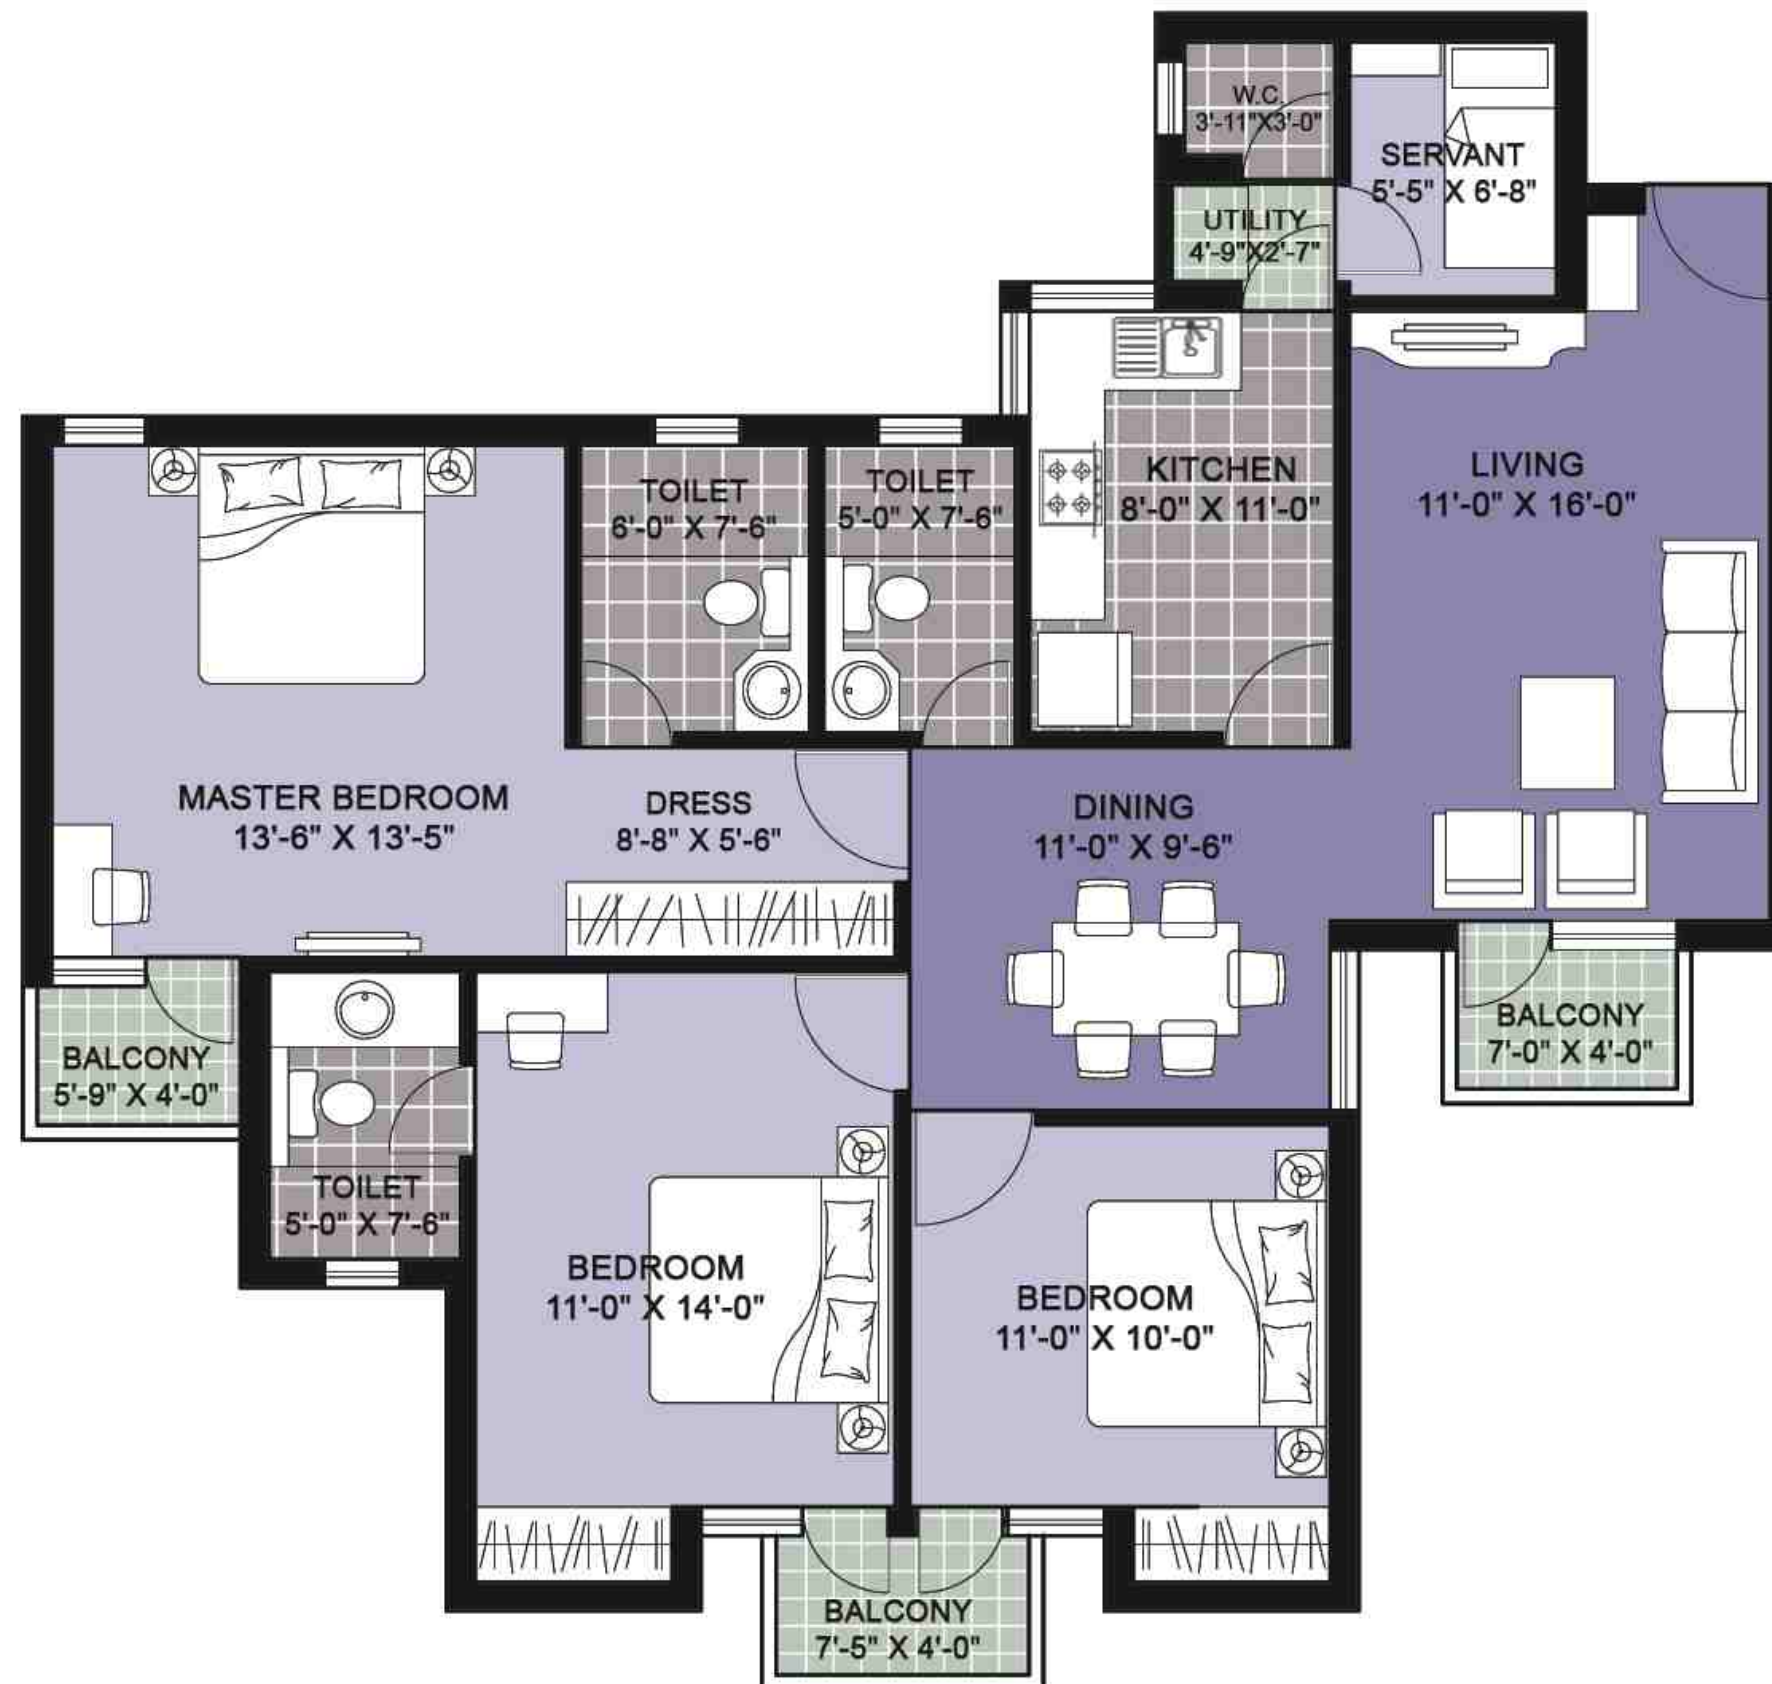 W.C.
3'-11"X3'-0"
SERVANT
5'-5" X 6'-8"
UTILITY
4'-9"X2'-7"
TOILET
6'-0" X 7'-6"
TOILET
5'-0" X 7'-6"
KITCHEN
8'-0" X 11'-0"
LIVING
11'-0" X 16'-0"
MASTER BEDROOM
13'-6" X 13'-5"
DRESS
8'-8" X 5'-6"
DINING
11'-0" X 9'-6"
BALCONY
5'-9" X 4'-0"
BALCONY
7'-0" X 4'-0"
TOILET
5'-0" X 7'-6"
BEDROOM
11'-0" X 14'-0"
BEDROOM
11'-0" X 10'-0"
BALCONY
7'-5" X 4'-0"